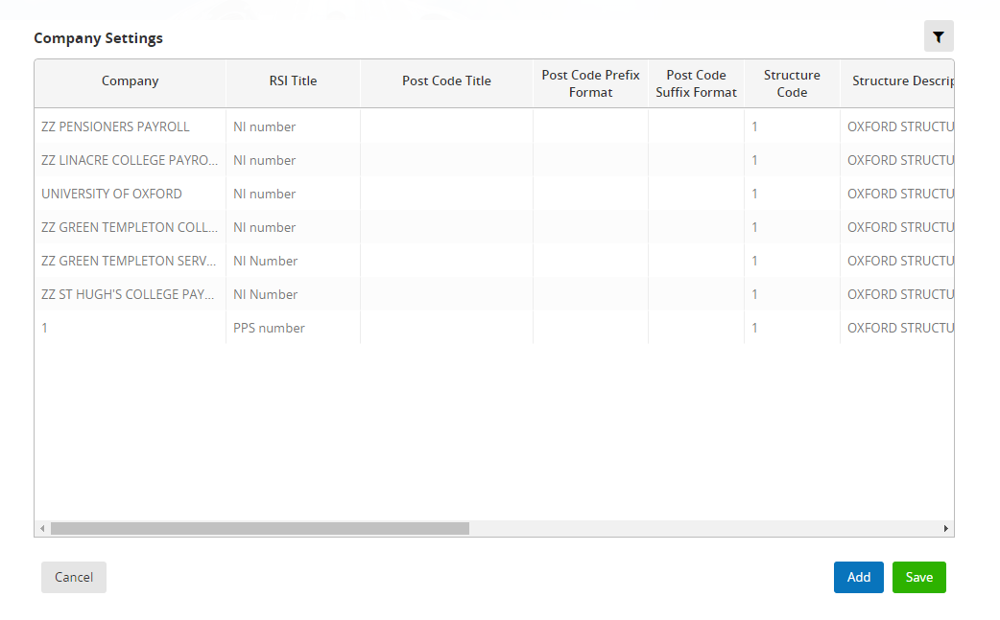 Company Settings
Company RSI Title Post Code Title Post Code Prefix Format Post Code Suffix Format Structure Code Structure Descrip
ZZ PENSIONERS PAYROLL NI number 1 OXFORD STRUCTU
ZZ LINACRE COLLEGE PAYRO... NI number 1 OXFORD STRUCTU
UNIVERSITY OF OXFORD NI number 1 OXFORD STRUCTU
ZZ GREEN TEMPLETON COLL... NI number 1 OXFORD STRUCTU
ZZ GREEN TEMPLETON SERV... NI Number 1 OXFORD STRUCTU
ZZ ST HUGH'S COLLEGE PAY... NI Number 1 OXFORD STRUCTU
1 PPS number 1 OXFORD STRUCTU
Cancel Add Save